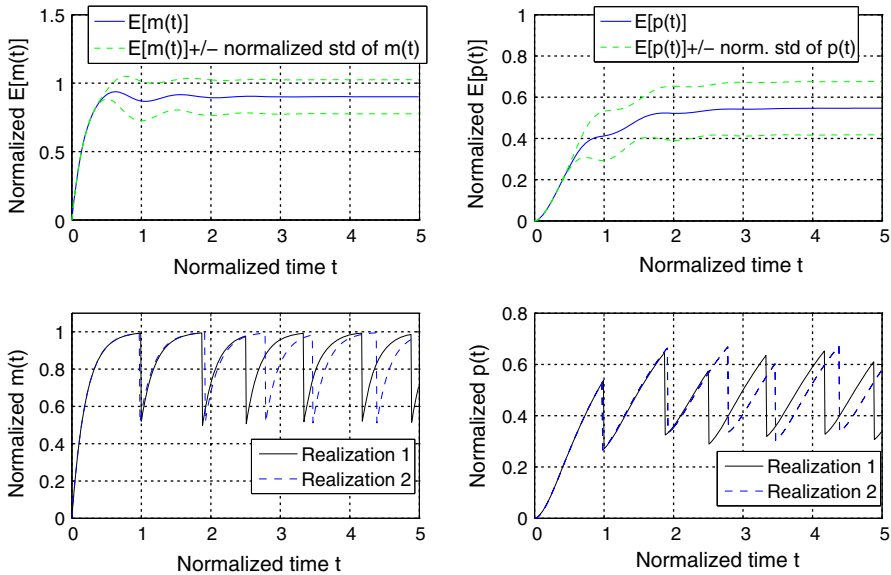 E[m(t)]
E[m(t)]+/− normalized std of m(t)
Normalized E[m(t)]
1.5
1
0.5
0
0 1 2 3 4 5
Normalized time t
E[p(t)]
E[p(t)]+/− norm. std of p(t)
Normalized E[p(t)]
1
0.8
0.6
0.4
0.2
0
0 1 2 3 4 5
Normalized time t
Normalized m(t)
1
0.8
0.6
0.4
0.2
0
Realization 1
Realization 2
0 1 2 3 4 5
Normalized time t
Normalized p(t)
0.8
0.6
0.4
0.2
0
Realization 1
Realization 2
0 1 2 3 4 5
Normalized time t